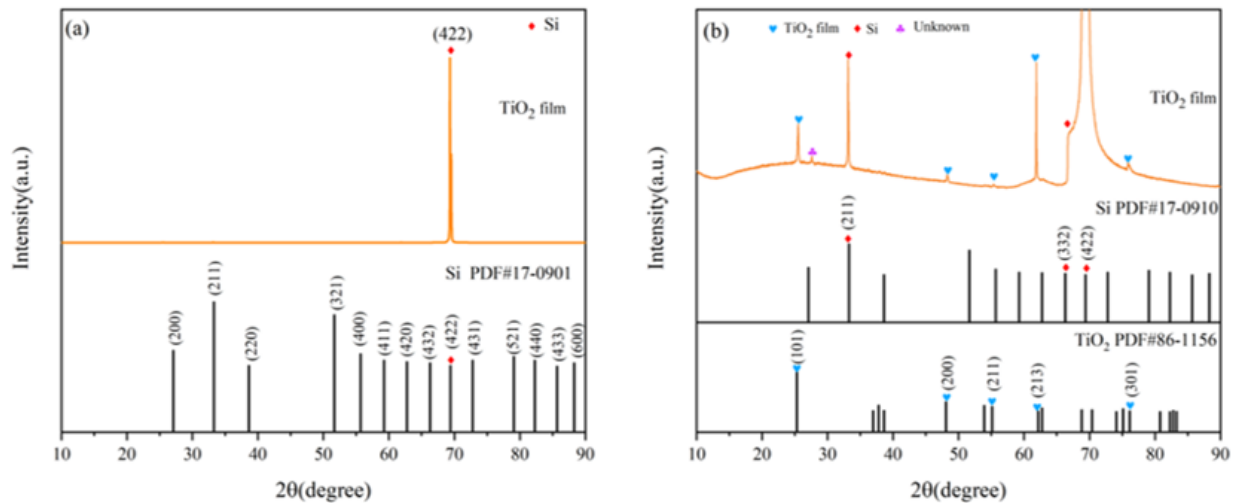 (a)
Si
(422)
TiO₂ film
Intensity(a.u.)
Si PDF#17-0901
(200)
(211)
(220)
(321)
(400)
(411)
(420)
(432)
(422)
(431)
(521)
(440)
(433)
(600)
10 20 30 40 50 60 70 80 90
2θ(degree)
(b)
TiO₂ film Si Unknown
TiO₂ film
Intensity(a.u.)
Si PDF#17-0910
(211)
(332)
(422)
TiO₂ PDF#86-1156
(101)
(200)
(211)
(213)
(301)
10 20 30 40 50 60 70 80 90
2θ(degree)